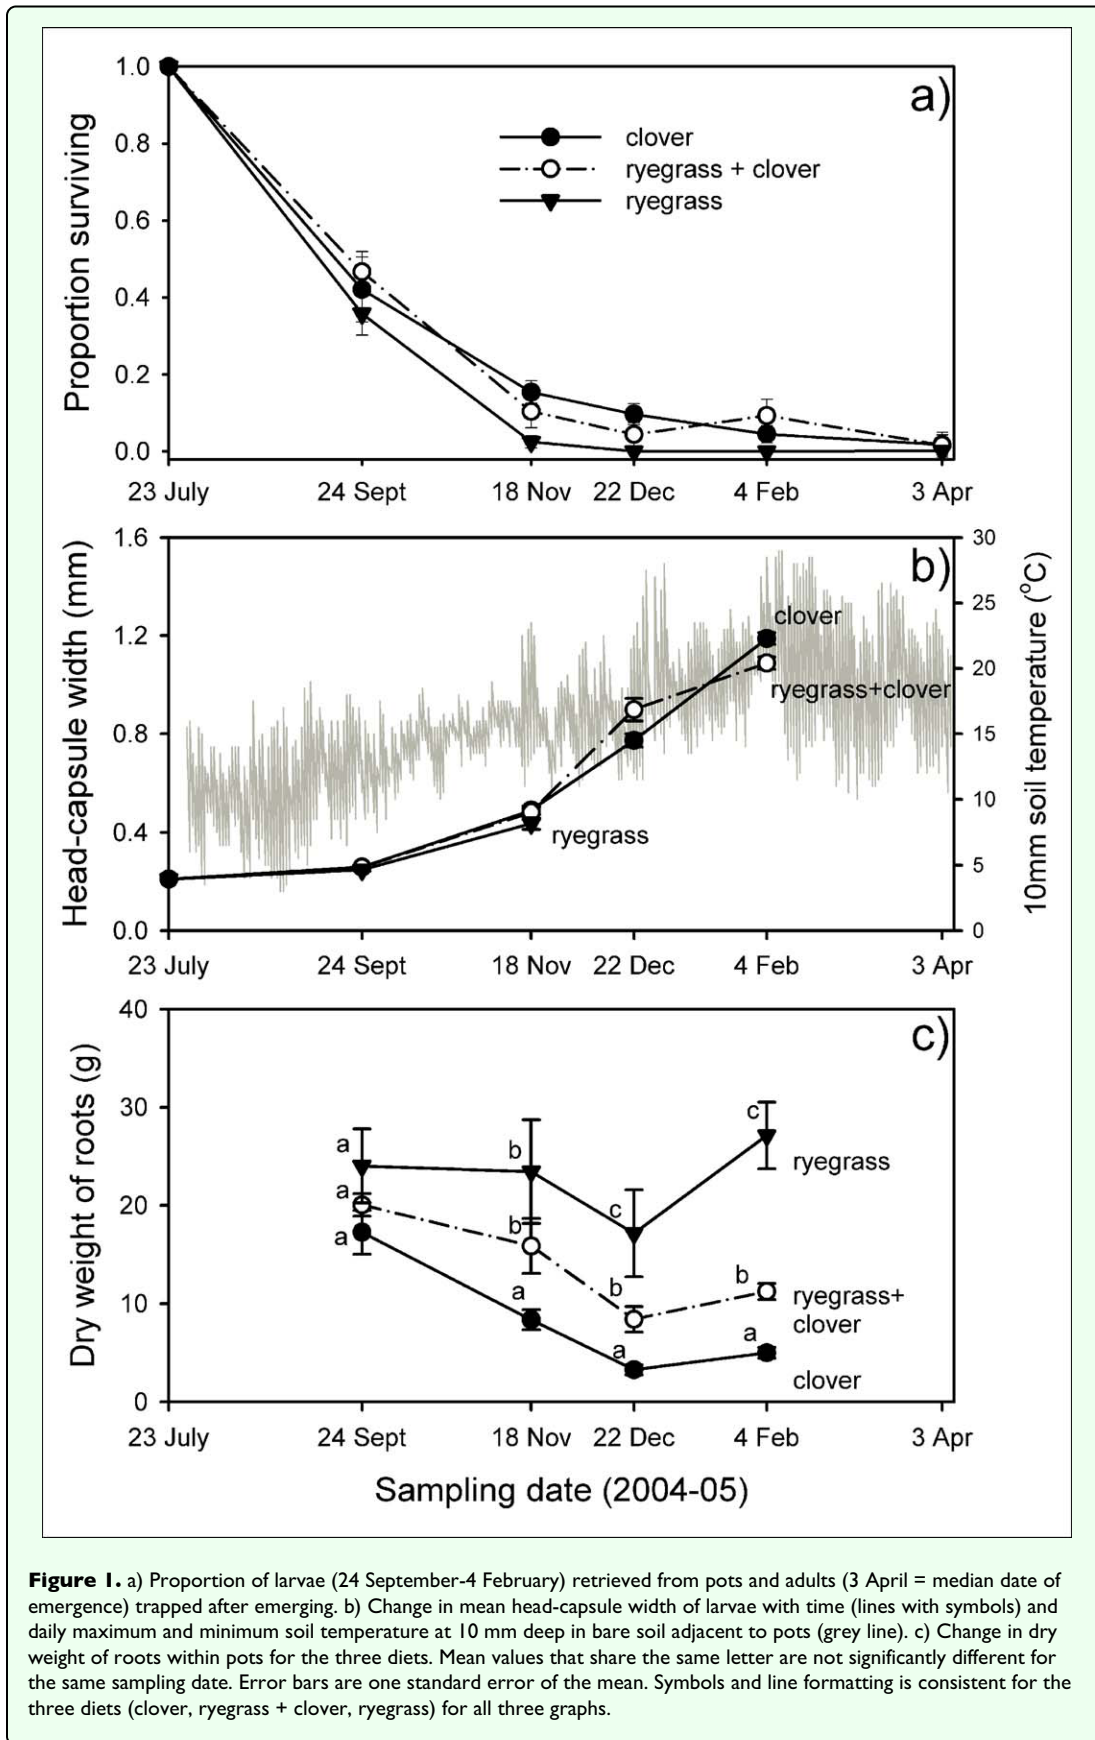 a)
1.0
0.8
0.6
0.4
0.2
0.0
Proportion surviving
clover
ryegrass + clover
ryegrass
23 July 24 Sept 18 Nov 22 Dec 4 Feb 3 Apr
b)
1.6
1.2
0.8
0.4
0.0
Head-capsule width (mm)
30
25
20
15
10
5
0
10mm soil temperature (°C)
clover
ryegrass+clover
ryegrass
23 July 24 Sept 18 Nov 22 Dec 4 Feb 3 Apr
c)
40
30
20
10
0
Dry weight of roots (g)
a b c c
a b b b
a a a a
ryegrass
ryegrass+
clover
clover
23 July 24 Sept 18 Nov 22 Dec 4 Feb 3 Apr
Sampling date (2004-05)
Figure 1. a) Proportion of larvae (24 September-4 February) retrieved from pots and adults (3 April = median date of
emergence) trapped after emerging. b) Change in mean head-capsule width of larvae with time (lines with symbols) and
daily maximum and minimum soil temperature at 10 mm deep in bare soil adjacent to pots (grey line). c) Change in dry
weight of roots within pots for the three diets. Mean values that share the same letter are not significantly different for
the same sampling date. Error bars are one standard error of the mean. Symbols and line formatting is consistent for the
three diets (clover, ryegrass + clover, ryegrass) for all three graphs.